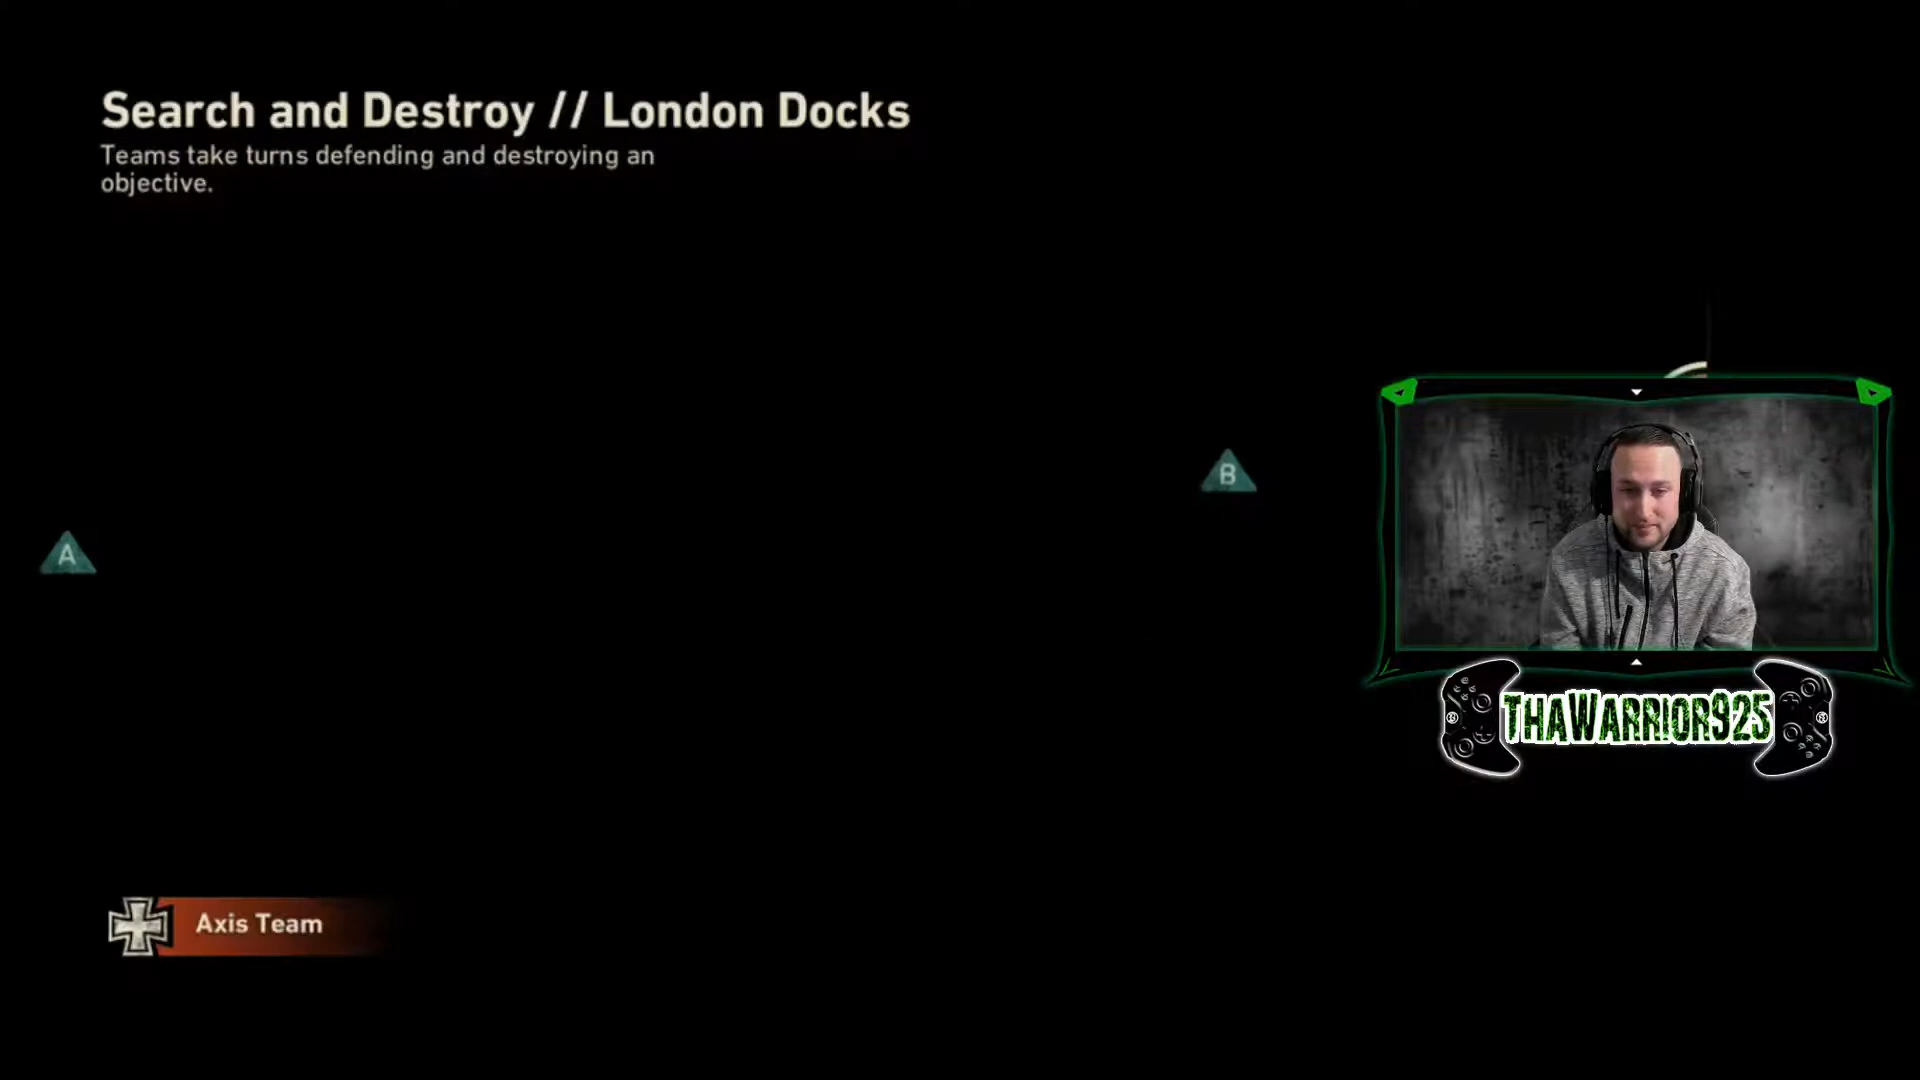 Search and Destroy // London Docks
Teams take turns defending and destroying an
objective.
B
A
THAWARRIOR925
Axis Team